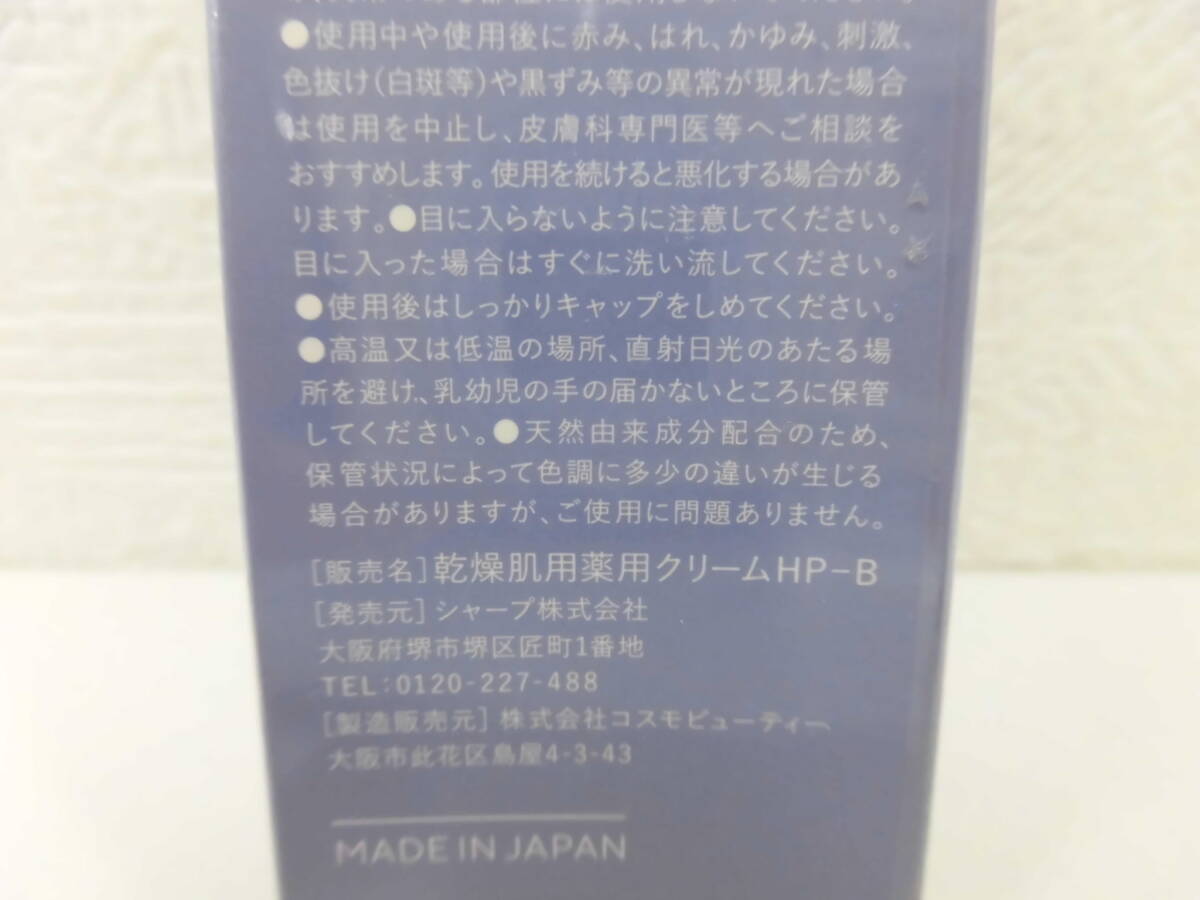 ●使用中や使用後に赤み、はれ、かゆみ、刺激、
色抜け(白斑等)や黒ずみ等の異常が現れた場合
は使用を中止し、皮膚科専門医等へご相談を
おすすめします。使用を続けると悪化する場合があ
ります。●目に入らないように注意してください。
目に入った場合はすぐに洗い流してください。
●使用後はしっかりキャップをしめてください。
●高温又は低温の場所、直射日光のあたる場
所を避け、乳幼児の手の届かないところに保管
してください。●天然由来成分配合のため、
保管状況によって色調に多少の違いが生じる
場合がありますが、ご使用に問題ありません。
[販売名]乾燥肌用薬用クリームHP-B
[発売元]シャープ株式会社
大阪府堺市堺区匠町1番地
TEL:0120-227-488
[製造販売元]株式会社コスモビューティー
大阪市此花区島屋4-3-43
MADE IN JAPAN